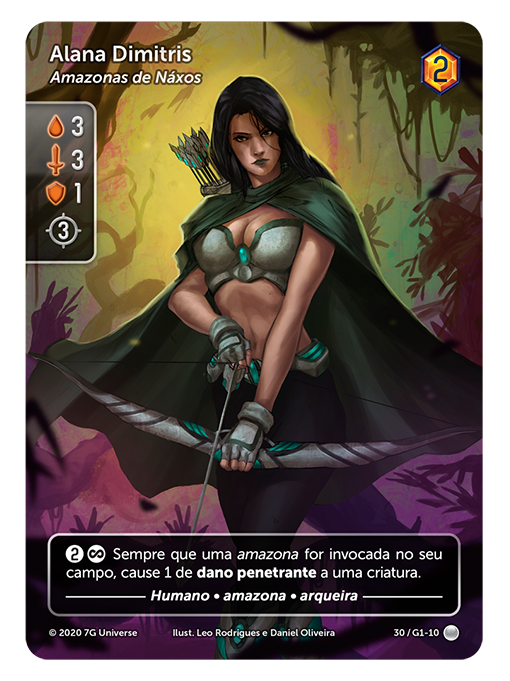 Alana Dimitris
Amazonas de Náxos
2
3
3
1
3
2 ∞ Sempre que uma amazona for invocada no seu
campo, cause 1 de dano penetrante a uma criatura.
Humano • amazona • arqueira
© 2020 7G Universe
Ilust. Leo Rodrigues e Daniel Oliveira
30 / G1-10